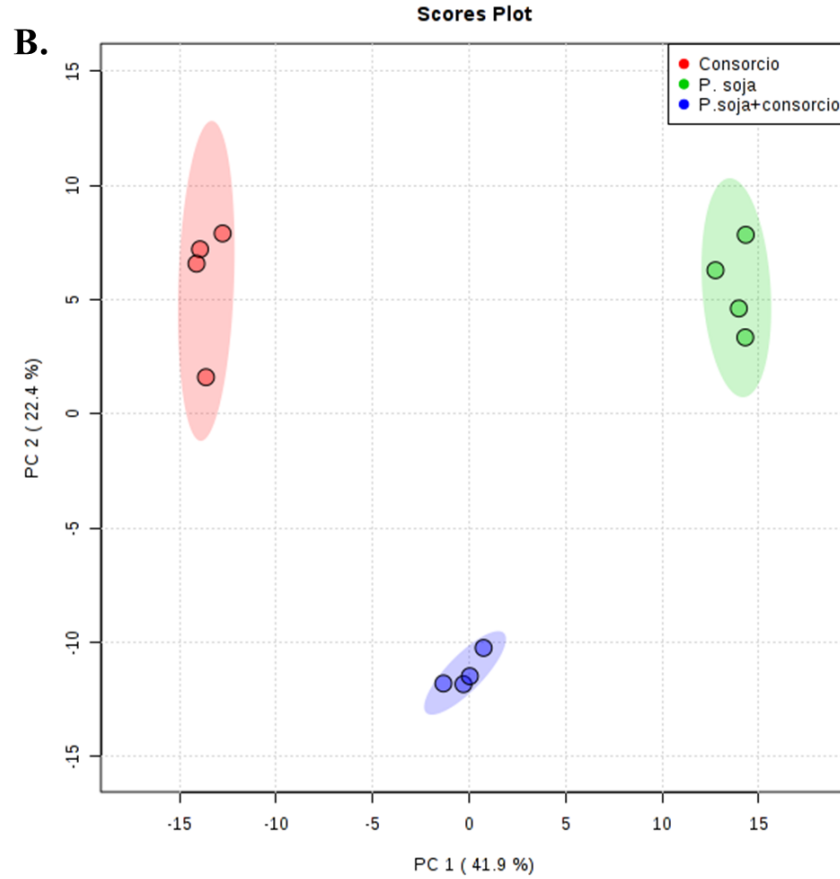 Scores Plot
B.
Consorcio
P. soja
P.soja+consorcio
15
10
5
0
-5
-10
-15
PC 2 ( 22.4 %)
-15 -10 -5 0 5 10 15
PC 1 ( 41.9 %)